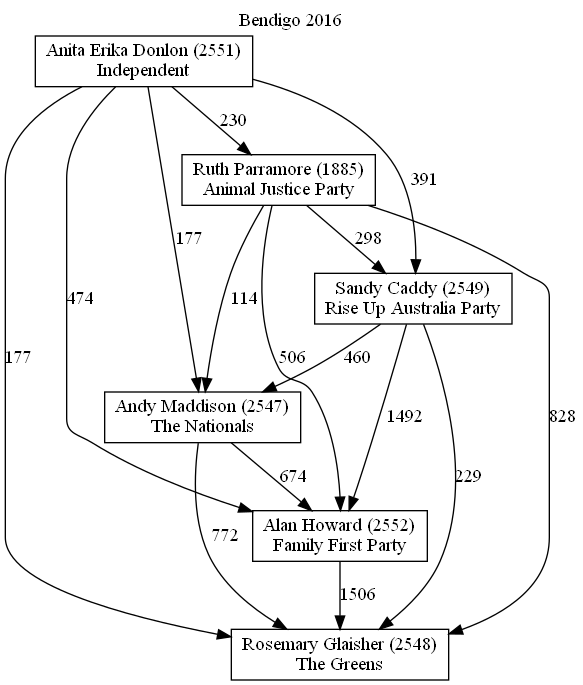 Bendigo 2016
Anita Erika Donlon (2551)
Independent
230
Ruth Parramore (1885)
Animal Justice Party
391
177
298
474
114
Sandy Caddy (2549)
Rise Up Australia Party
177
506
460
Andy Maddison (2547)
The Nationals
1492
828
674
229
772
Alan Howard (2552)
Family First Party
1506
Rosemary Glaisher (2548)
The Greens